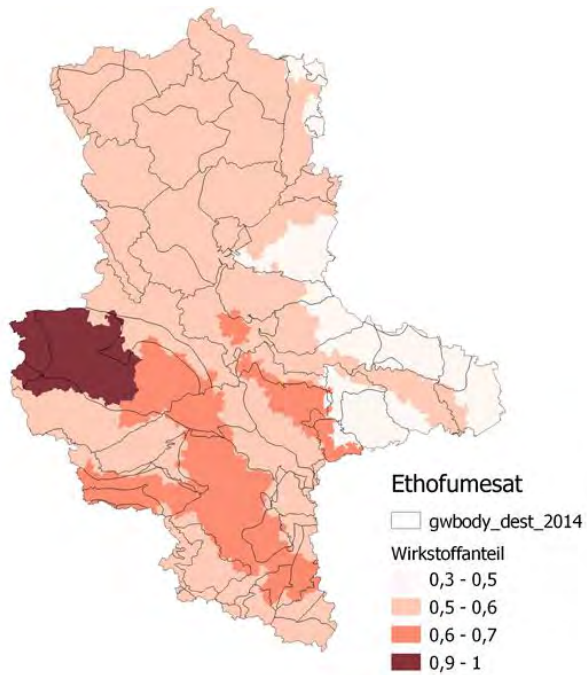 Ethofumesat
gwbody_dest_2014
Wirkstoffanteil
0,3 - 0,5
0,5 - 0,6
0,6 - 0,7
0,9 - 1